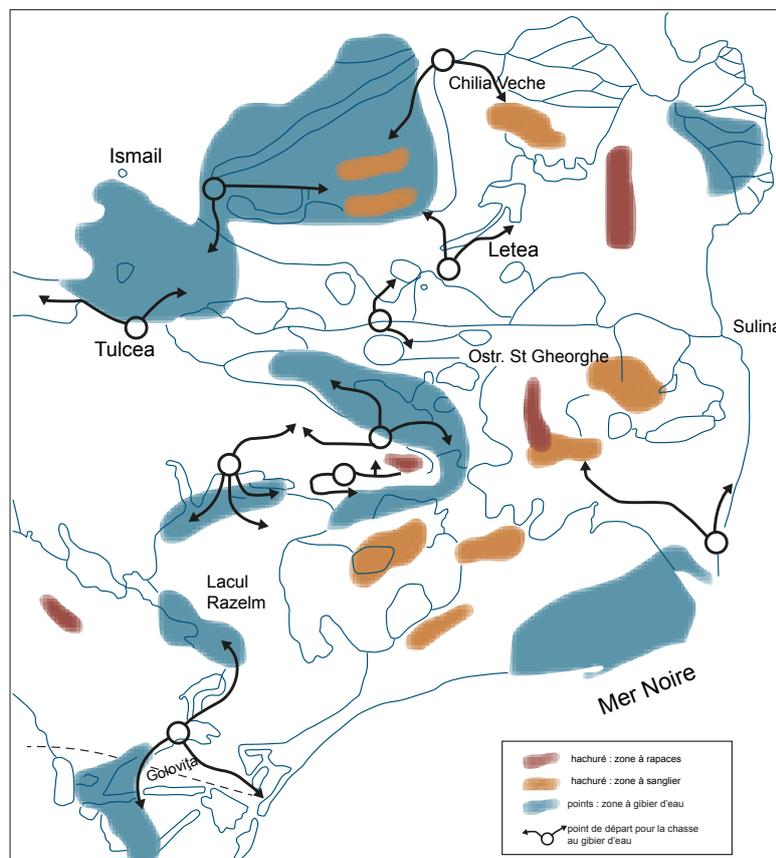 Chilia Veche
Ismail
Letea
Sulina
Tulcea
Ostr. St Gheorghe
Lacul
Razelm
Mer Noire
Golovița
hachuré : zone à rapaces
hachuré : zone à sanglier
points : zone à gibier d'eau
point de départ pour la chasse
au gibier d'eau